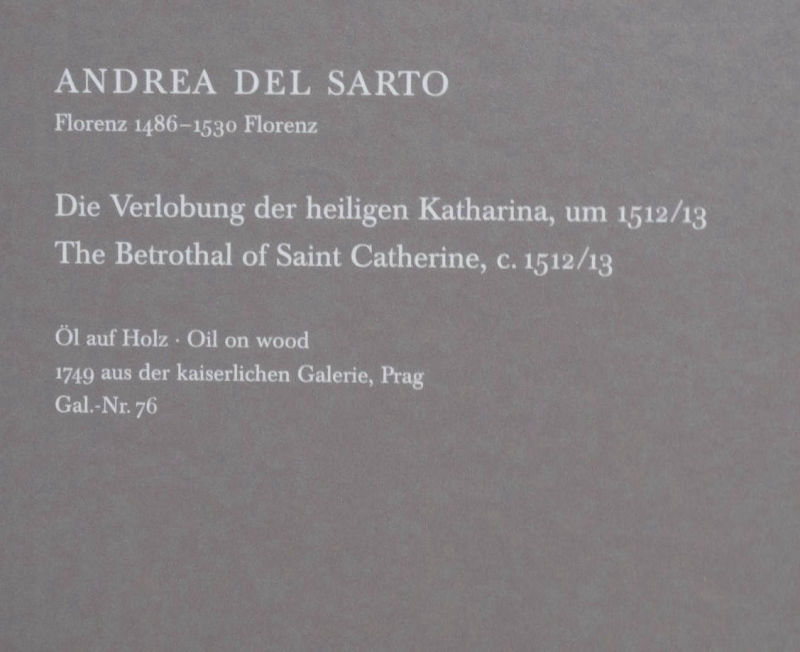 ANDREA DEL SARTO
Florenz 1486–1530 Florenz
Die Verlobung der heiligen Katharina, um 1512/13
The Betrothal of Saint Catherine, c. 1512/13
Öl auf Holz · Oil on wood
1749 aus der kaiserlichen Galerie, Prag
Gal.-Nr. 76